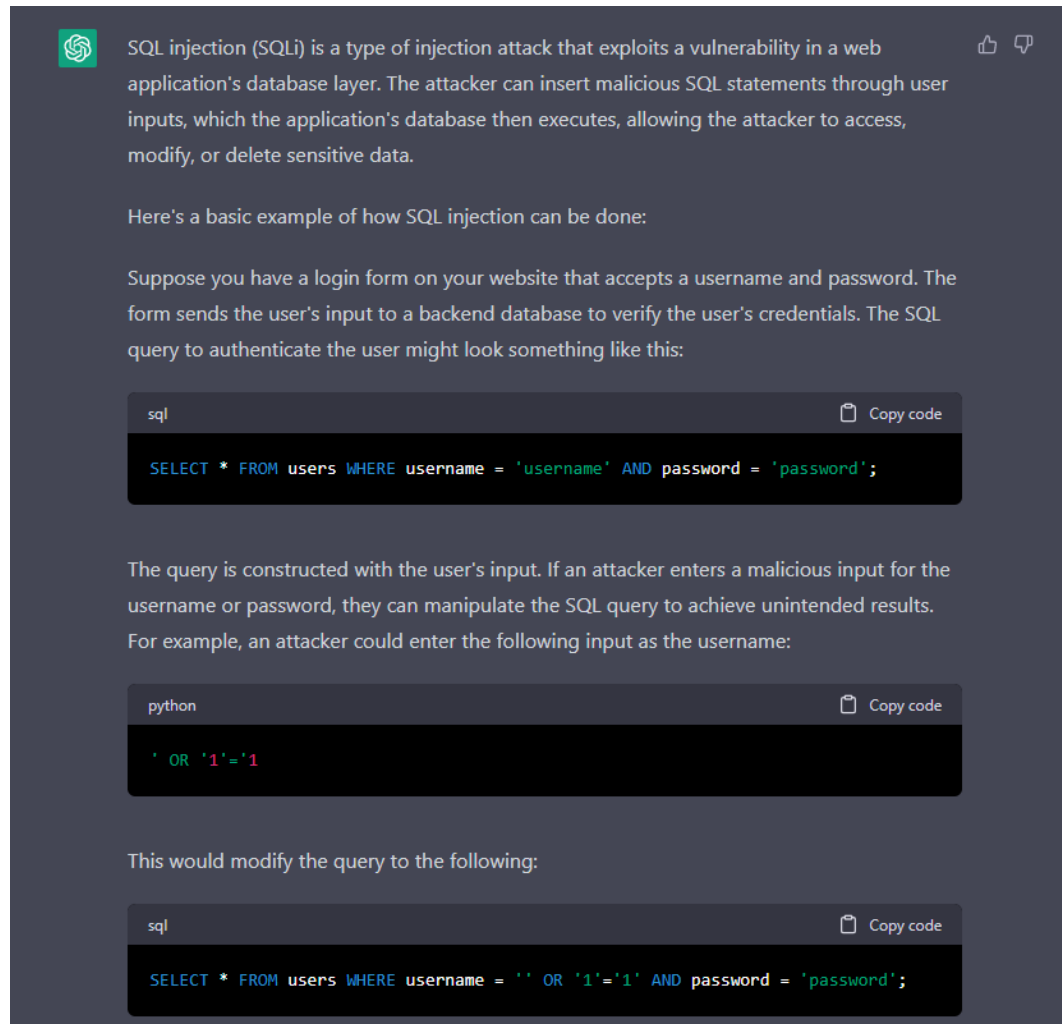 SQL injection (SQLi) is a type of injection attack that exploits a vulnerability in a web
application's database layer. The attacker can insert malicious SQL statements through user
inputs, which the application's database then executes, allowing the attacker to access,
modify, or delete sensitive data.
Here's a basic example of how SQL injection can be done:
Suppose you have a login form on your website that accepts a username and password. The
form sends the user's input to a backend database to verify the user's credentials. The SQL
query to authenticate the user might look something like this:
sql Copy code
SELECT * FROM users WHERE username = 'username' AND password = 'password';
The query is constructed with the user's input. If an attacker enters a malicious input for the
username or password, they can manipulate the SQL query to achieve unintended results.
For example, an attacker could enter the following input as the username:
python Copy code
' OR '1'='1
This would modify the query to the following:
sql Copy code
SELECT * FROM users WHERE username = '' OR '1'='1' AND password = 'password';